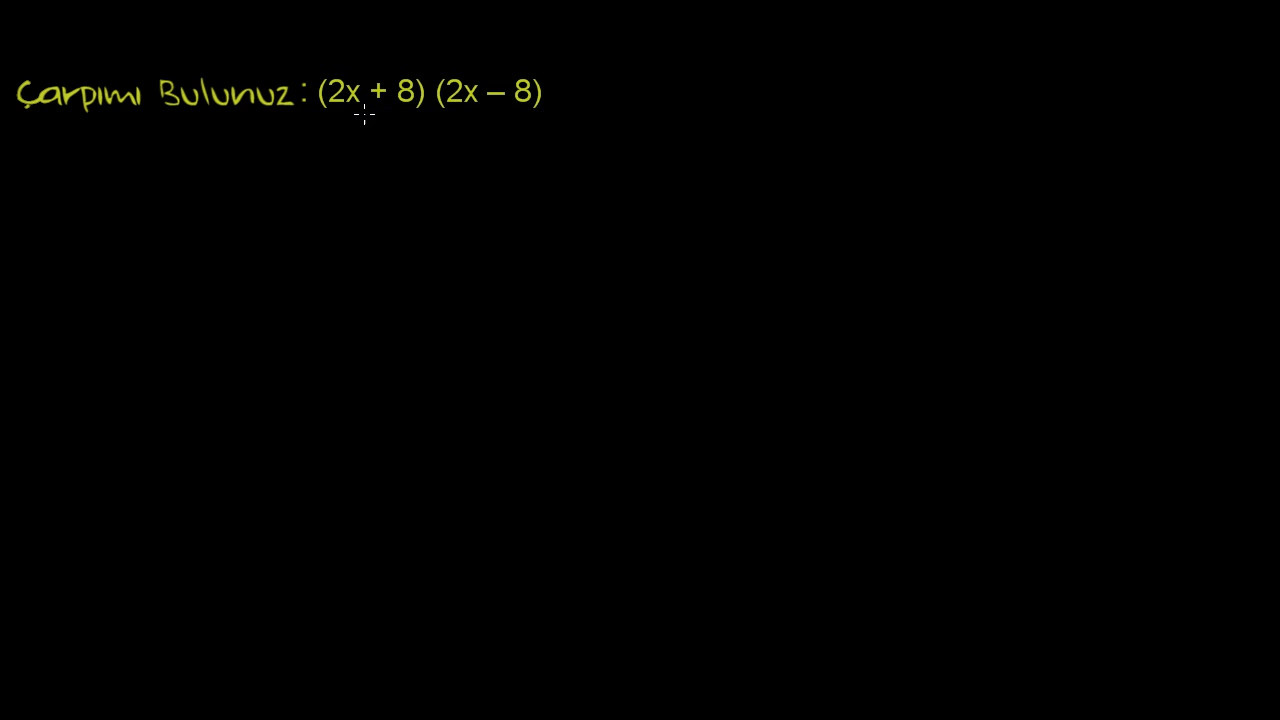 Çarpımı Bulunuz: (2x + 8) (2x – 8)